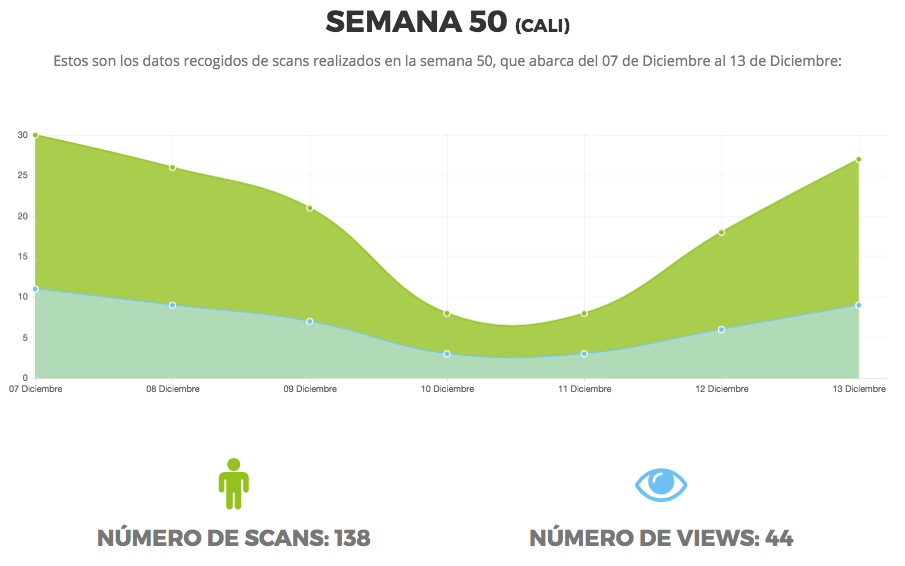 SEMANA 50 (CALI)
Estos son los datos recogidos de scans realizados en la semana 50, que abarca del 07 de Diciembre al 13 de Diciembre:
30
25
20
15
10
5
0
07 Diciembre 08 Diciembre 09 Diciembre 10 Diciembre 11 Diciembre 12 Diciembre 13 Diciembre
NÚMERO DE SCANS: 138 NÚMERO DE VIEWS: 44